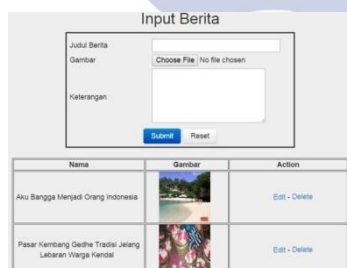 Input Berita
Judul Berita
Gambar
Choose File No file chosen
Keterangan
Submit Reset
Nama Gambar Action
Aku Bangga Menjadi Orang Indonesia Edit - Delete
Pasar Kembang Gedhe Tradisi Jelang
Lebaran Warga Kendal Edit - Delete